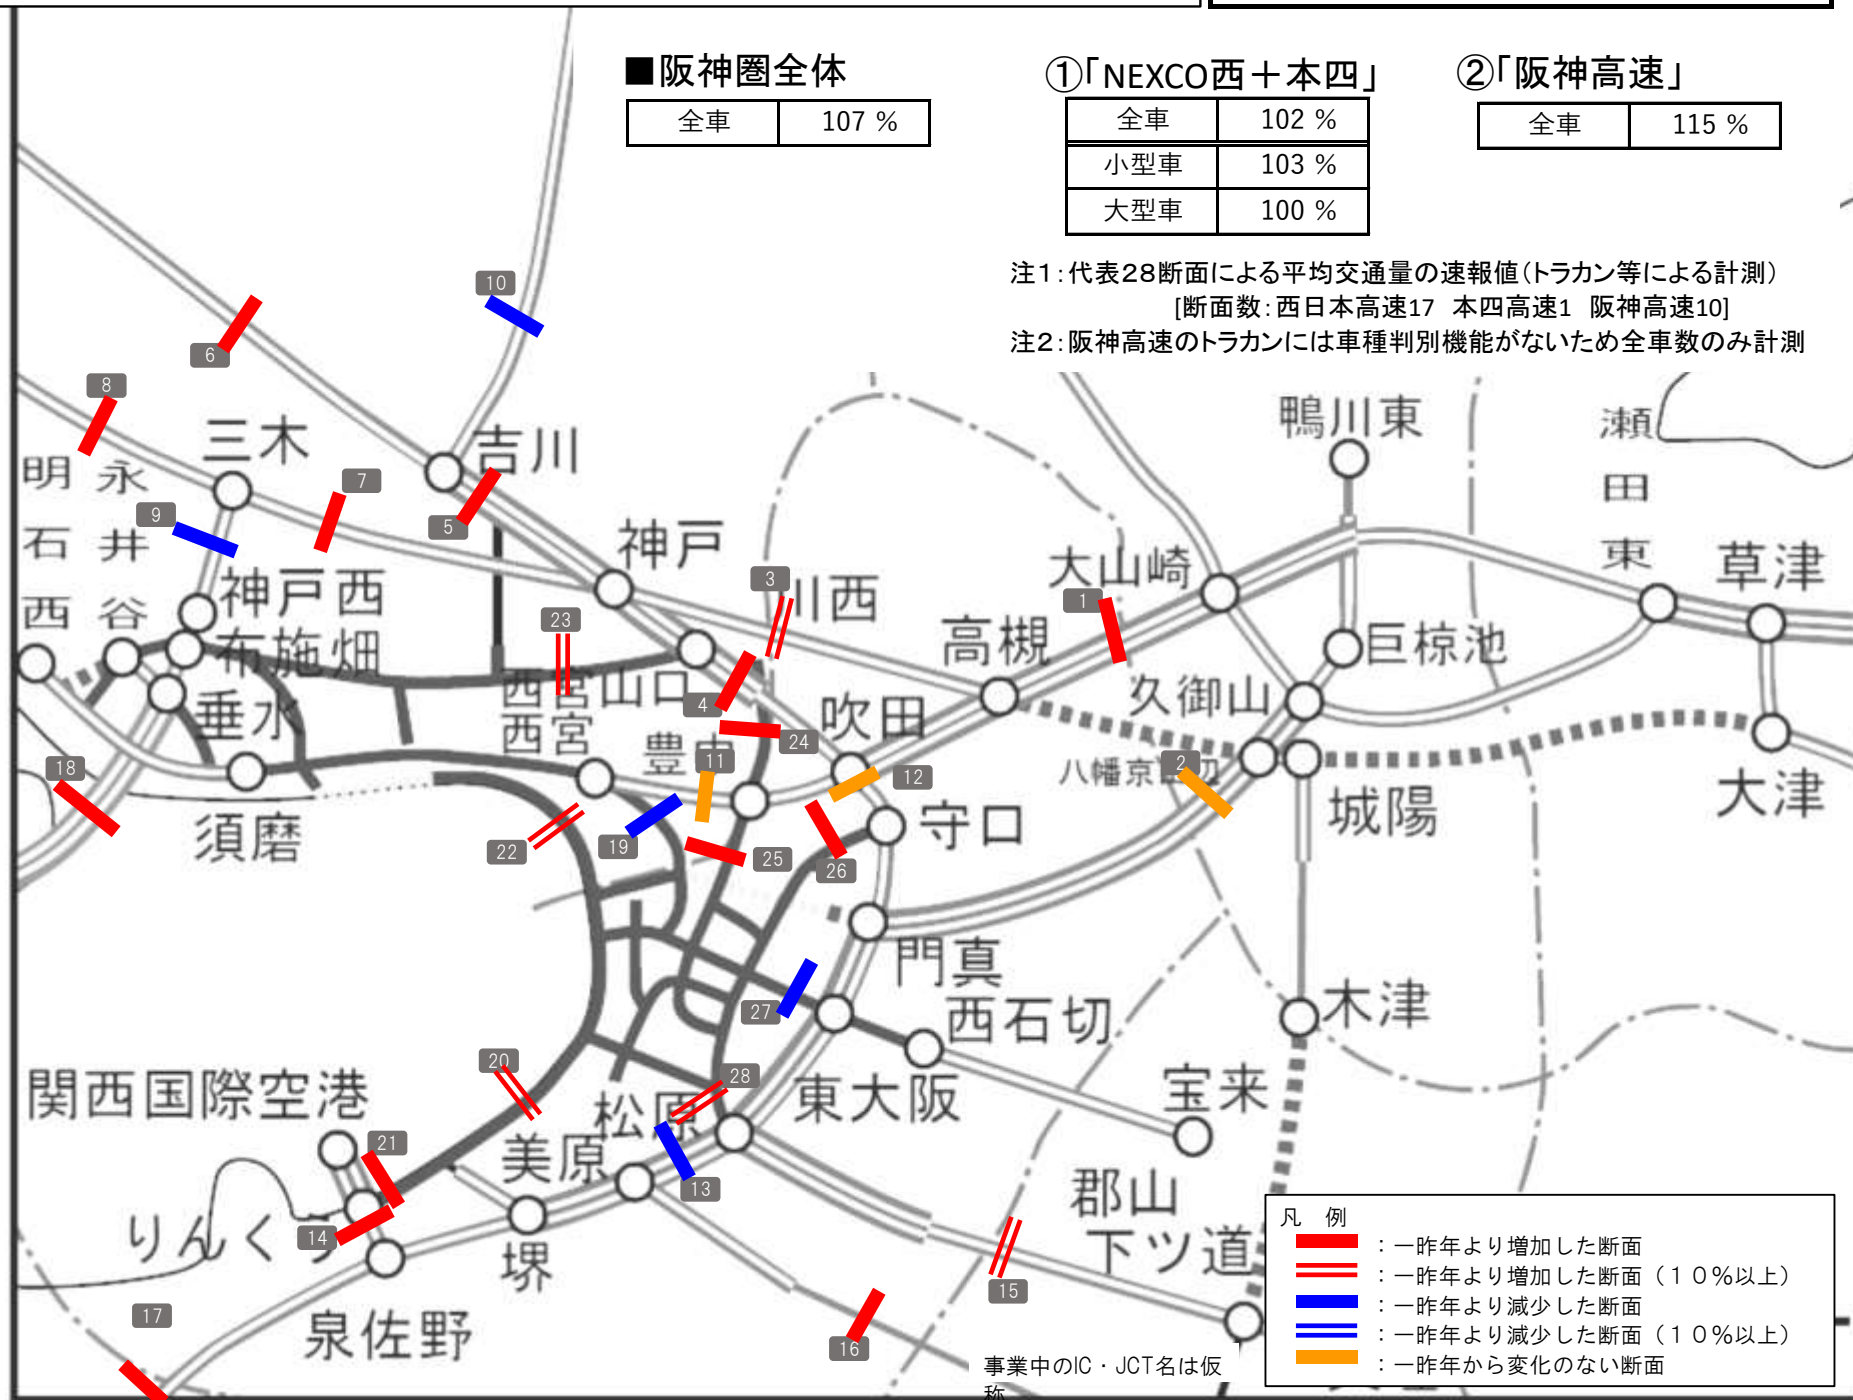 ■阪神圏全体
全車 107 %
①「NEXCO西＋本四」
全車 102 %
小型車 103 %
大型車 100 %
②「阪神高速」
全車 115 %
注１：代表２８断面による平均交通量の速報値（トラカン等による計測）
[断面数：西日本高速17 本四高速1 阪神高速10]
注２：阪神高速のトラカンには車種判別機能がないため全車数のみ計測
10
6
8
三木
吉川
7
9
5
明石西
永井谷
神戸西
布施畑
神戸
3
川西
23
西宮山口
西宮
4
24
大山崎
1
高槻
鴨川東
瀬田東
草津
巨椋池
久御山
吹田
豊中
11
12
八幡京田辺
2
城陽
大津
垂水
18
須磨
22
19
25
26
守口
門真
27
西石切
木津
東大阪
宝来
関西国際空港
20
28
松原
21
美原
13
りんくう
14
堺
郡山
下ツ道
15
17
泉佐野
16
事業中のIC・JCT名は仮
称
凡 例
：一昨年より増加した断面
：一昨年より増加した断面（１０％以上）
：一昨年より減少した断面
：一昨年より減少した断面（１０％以上）
：一昨年から変化のない断面